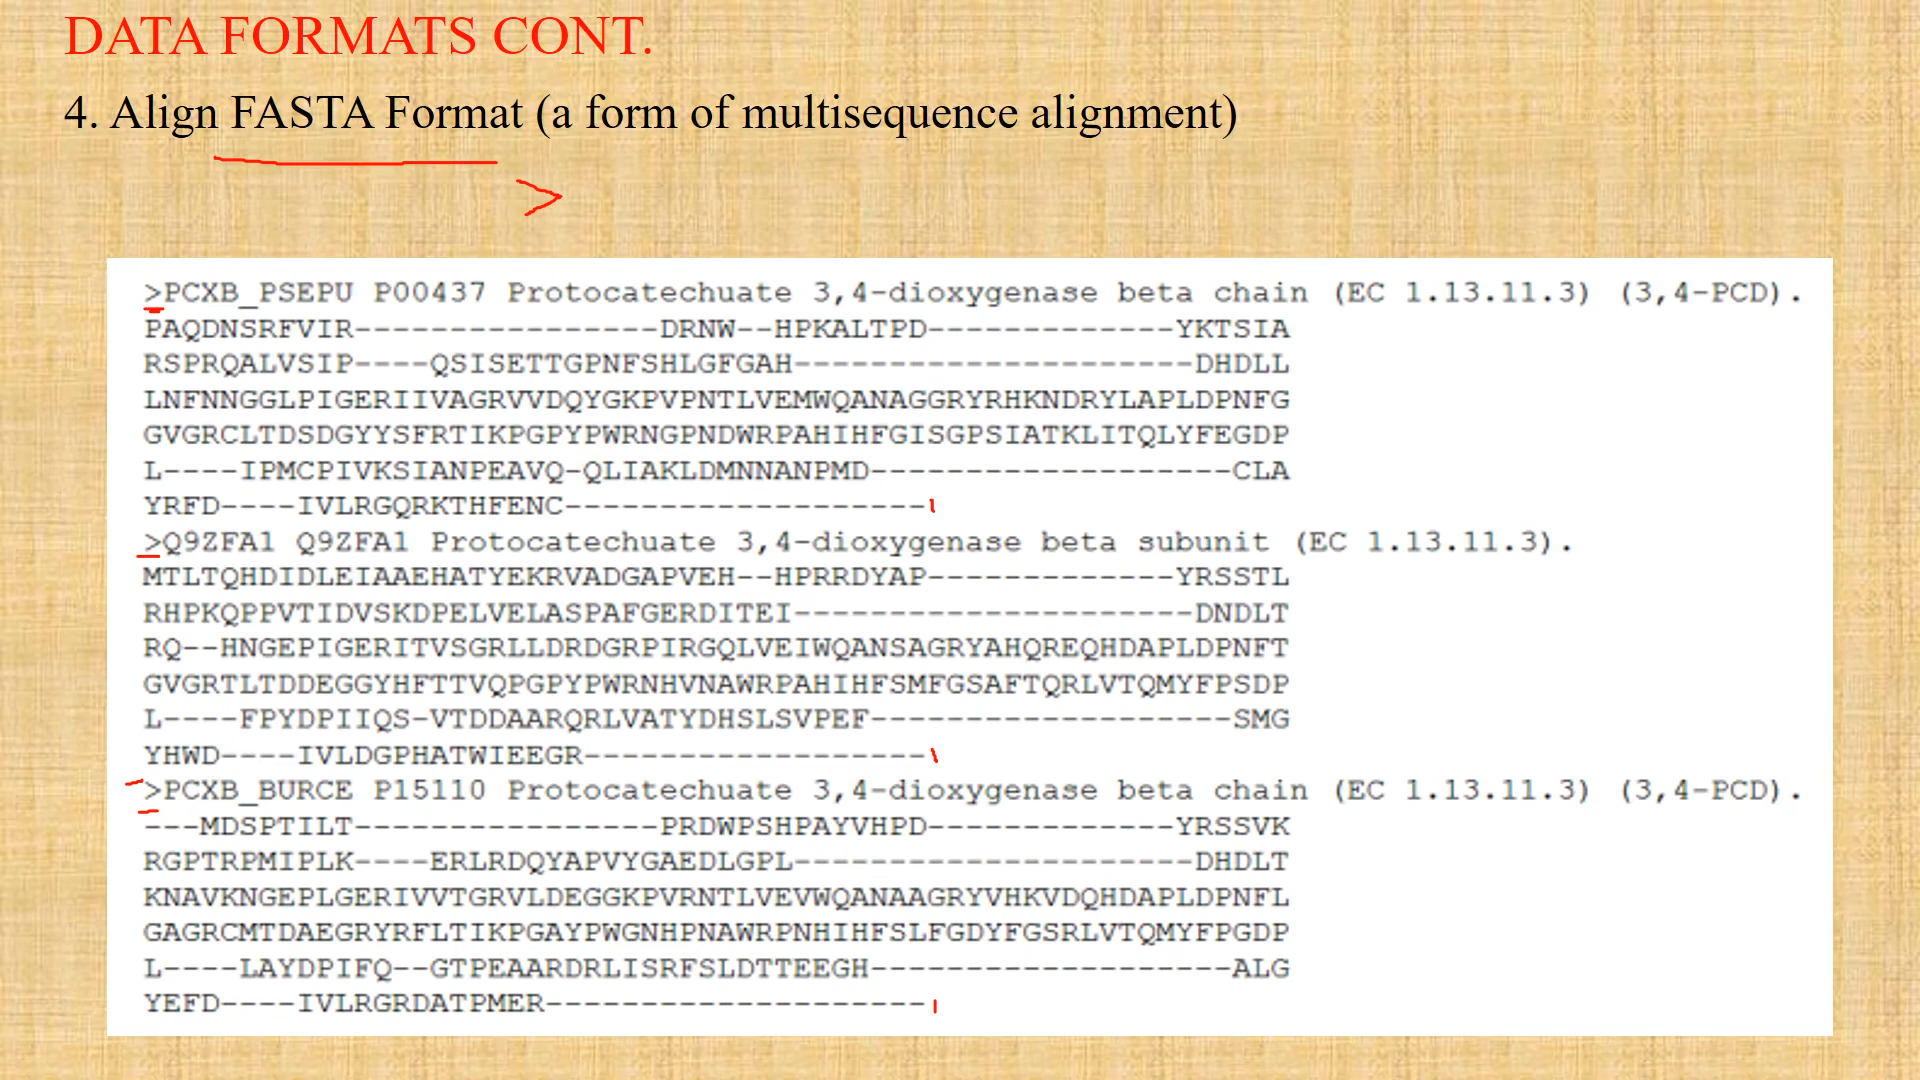 DATA FORMATS CONT.
4. Align FASTA Format (a form of multisequence alignment)
>
>PCXB_PSEPU P00437 Protocatechuate 3,4-dioxygenase beta chain (EC 1.13.11.3) (3,4-PCD).
PAQDNSRFVIR----------------DRNW--HPKALTPD-------------YKTSIA
RSPRQALVSIP----QSISETTGPNFSHLGFGAH---------------------DHDLL
LNFNNGGLPIGERIIVAGRVVDQYGKPVPNTLVEMWQANAGGRYRHKNDRYLAPLDPNFG
GVGRCLTDSDGYYSFRTIKPGPYPWRNGPNDWRPAHIHFGISGPSIATKLITQLYFEGDP
L----IPMCPIVKSIANPEAVQ-QLIAKLDMNNANPMD-------------------CLA
YRFD----IVLRGQRKTHFENC-------------------
>Q9ZFA1 Q9ZFA1 Protocatechuate 3,4-dioxygenase beta subunit (EC 1.13.11.3).
MTLTQHDIDLEIAAEHATYEKRVADGAPVEH--HPRRDYAP-------------YRSSTL
RHPKQPPVTIDVSKDPELVELASPAFGERDITEI---------------------DNDLT
RQ--HNGEPIGERITVSGRLLDRDGRPIRGQLVEIWQANSAGRYAHQREQHDAPLDPNFT
GVGRTLTDDEGGYHFTTVQPGPYPWRNHVNAWRPAHIHFSMFGSAFTQRLVTQMYFPSDP
L----FPYDPIIQS-VTDDAARQRLVATYDHSLSVPEF-------------------SMG
YHWD----IVLDGPHATWIEEGR------------------
>PCXB_BURCE P15110 Protocatechuate 3,4-dioxygenase beta chain (EC 1.13.11.3) (3,4-PCD).
---MDSPTILT----------------PRDWPSHPAYVHPD-------------YRSSVK
RGPTRPMIPLK----ERLRDQYAPVYGAEDLGPL---------------------DHDLT
KNAVKNGEPLGERIVVTGRVLDEGGKPVRNTLVEVWQANAAGRYVHKVDQHDAPLDPNFL
GAGRCMTDAEGRYRFLTIKPGAYPWGNHPNAWRPNHIHFSLFGDYFGSRLVTQMYFPGDP
L----LAYDPIFQ--GTPEAARDRLISRFSLDTTEEGH-------------------ALG
YEFD----IVLRGRDATPMER--------------------